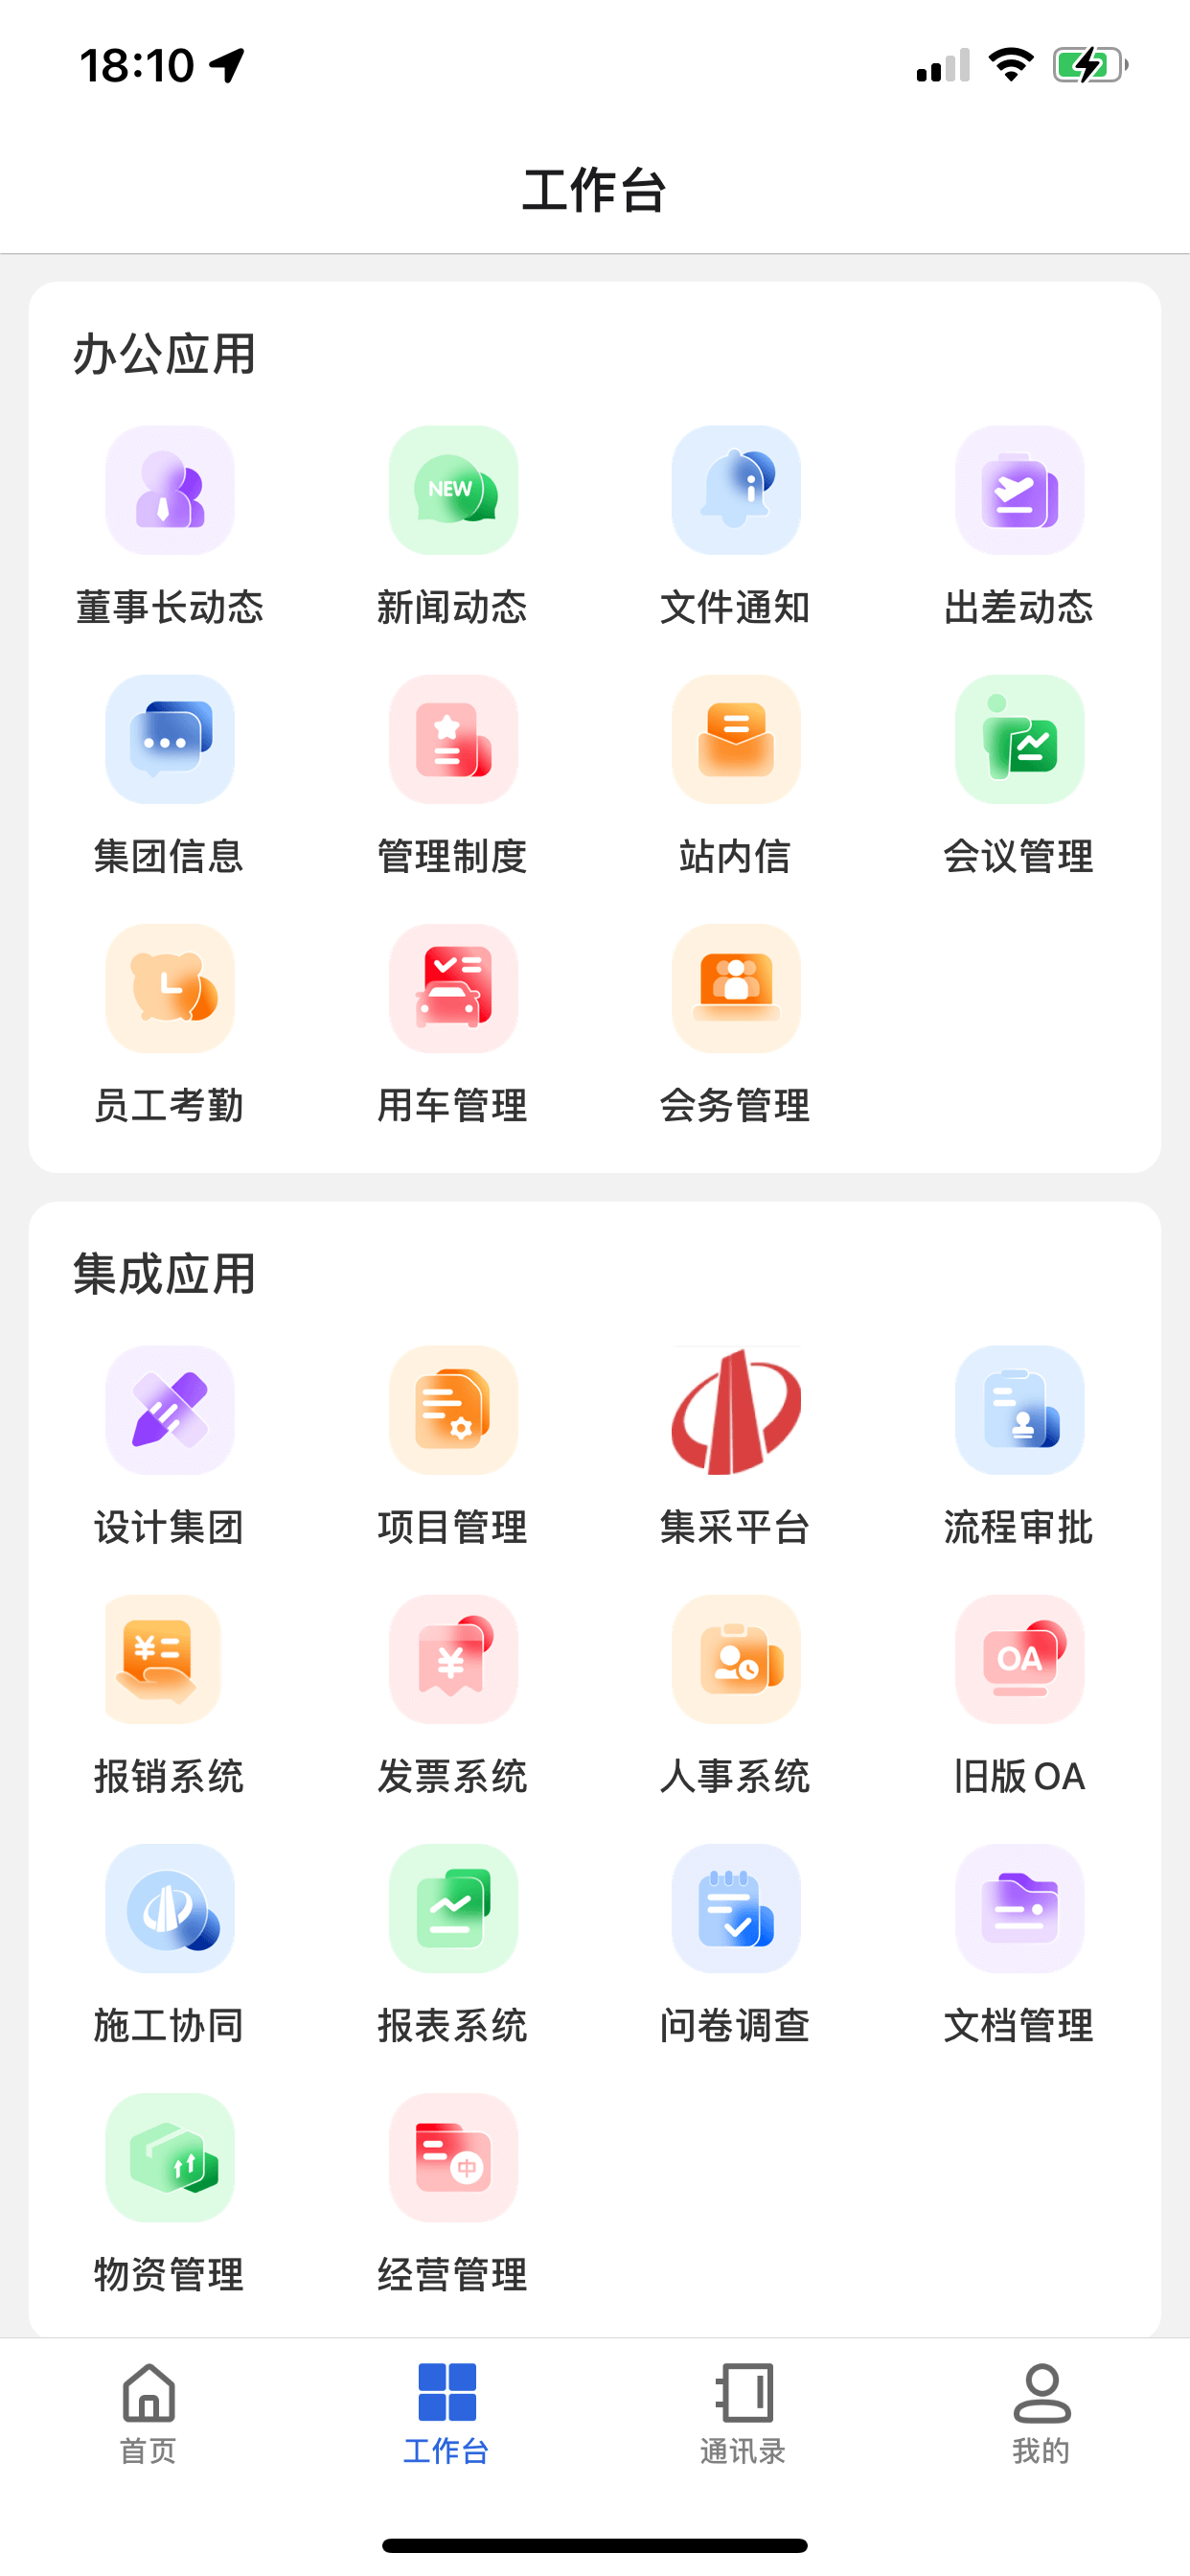 18:10
工作台
办公应用
NEW
董事长动态 新闻动态 文件通知 出差动态
集团信息 管理制度 站内信 会议管理
员工考勤 用车管理 会务管理
集成应用
设计集团 项目管理 集采平台 流程审批
¥ ¥ OA
报销系统 发票系统 人事系统 旧版OA
施工协同 报表系统 问卷调查 文档管理
中
物资管理 经营管理
首页 工作台 通讯录 我的